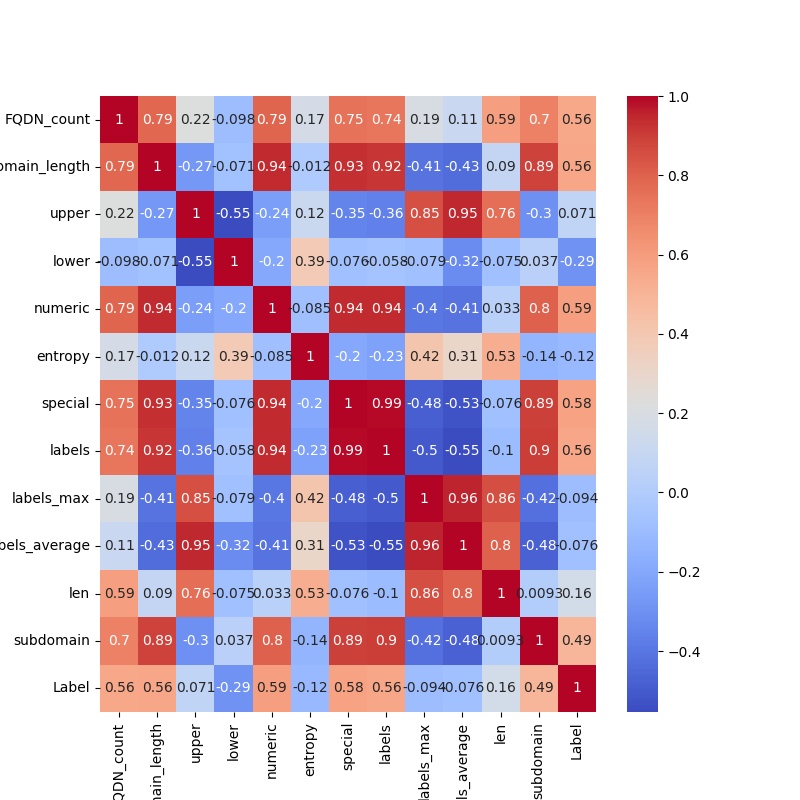 FQDN_count 1 0.79 0.22 -0.098 0.79 0.17 0.75 0.74 0.19 0.11 0.59 0.7 0.56
omain_length 0.79 1 -0.27 -0.071 0.94 -0.012 0.93 0.92 -0.41 -0.43 0.09 0.89 0.56
upper 0.22 -0.27 1 -0.55 -0.24 0.12 -0.35 -0.36 0.85 0.95 0.76 -0.3 0.071
lower -0.098 -0.071 -0.55 1 -0.2 0.39 -0.076 -0.058 -0.079 -0.32 -0.075 0.037 -0.29
numeric 0.79 0.94 -0.24 -0.2 1 -0.085 0.94 0.94 -0.4 -0.41 0.033 0.8 0.59
entropy 0.17 -0.012 0.12 0.39 -0.085 1 -0.2 -0.23 0.42 0.31 0.53 -0.14 -0.12
special 0.75 0.93 -0.35 -0.076 0.94 -0.2 1 0.99 -0.48 -0.53 -0.076 0.89 0.58
labels 0.74 0.92 -0.36 -0.058 0.94 -0.23 0.99 1 -0.5 -0.55 -0.1 0.9 0.56
labels_max 0.19 -0.41 0.85 -0.079 -0.4 0.42 -0.48 -0.5 1 0.96 0.86 -0.42 -0.094
bels_average 0.11 -0.43 0.95 -0.32 -0.41 0.31 -0.53 -0.55 0.96 1 0.8 -0.48 -0.076
len 0.59 0.09 0.76 -0.075 0.033 0.53 -0.076 -0.1 0.86 0.8 1 0.0093 0.16
subdomain 0.7 0.89 -0.3 0.037 0.8 -0.14 0.89 0.9 -0.42 -0.48 0.0093 1 0.49
Label 0.56 0.56 0.071 -0.29 0.59 -0.12 0.58 0.56 -0.094 -0.076 0.16 0.49 1
QDN_count
main_length
upper
lower
numeric
entropy
special
labels
labels_max
ls_average
len
subdomain
Label
1.0
0.8
0.6
0.4
0.2
0.0
−0.2
−0.4